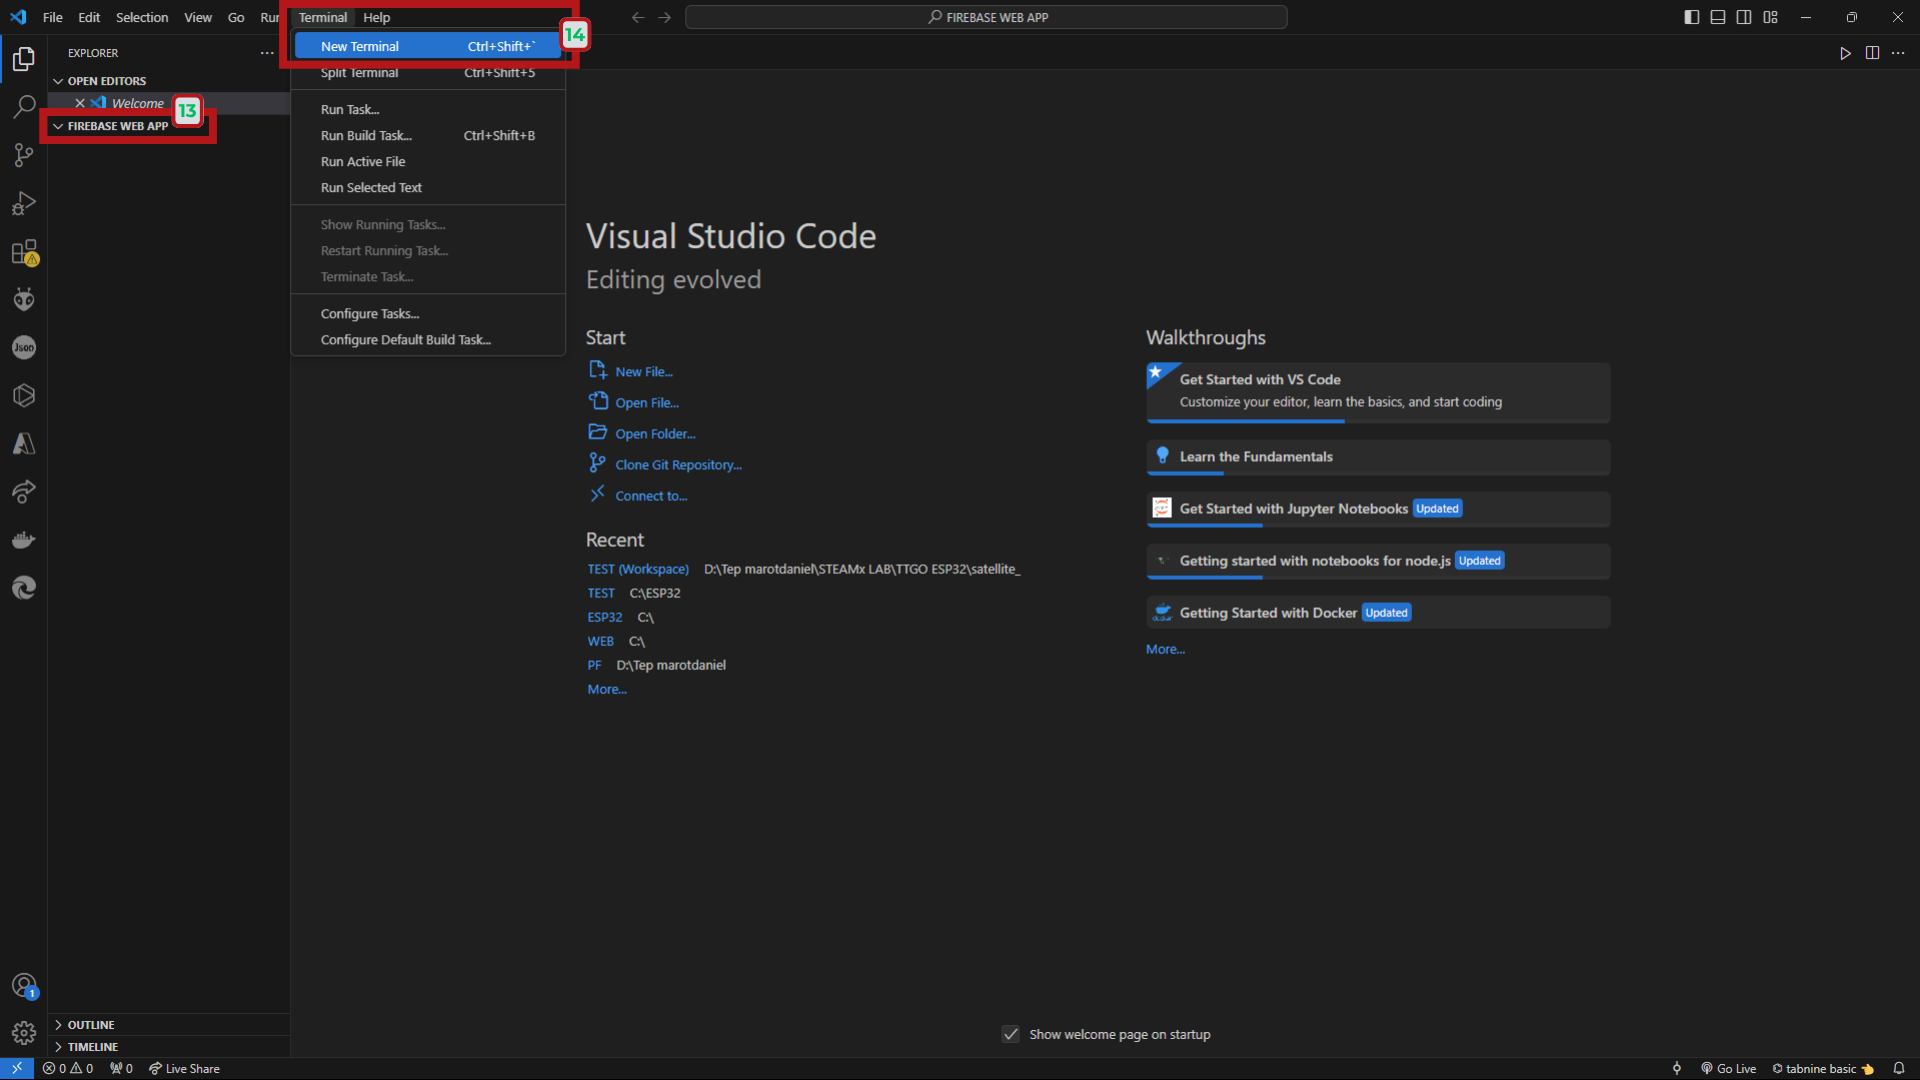 File Edit Selection View Go Run Terminal Help
FIREBASE WEB APP
EXPLORER
OPEN EDITORS
Welcome
13
FIREBASE WEB APP
New Terminal Ctrl+Shift+`
14
Split Terminal Ctrl+Shift+5
Run Task...
Run Build Task... Ctrl+Shift+B
Run Active File
Run Selected Text
Show Running Tasks...
Restart Running Task...
Terminate Task...
Configure Tasks...
Configure Default Build Task...
Json
Visual Studio Code
Editing evolved
Start
New File...
Open File...
Open Folder...
Clone Git Repository...
Connect to...
Recent
TEST (Workspace) D:\Tep marotdaniel\STEAMx LAB\TTGO ESP32\satellite_
TEST C:\ESP32
ESP32 C:\
WEB C:\
PF D:\Tep marotdaniel
More...
Walkthroughs
Get Started with VS Code
Customize your editor, learn the basics, and start coding
Learn the Fundamentals
Get Started with Jupyter Notebooks Updated
Getting started with notebooks for node.js Updated
Getting Started with Docker Updated
More...
1
OUTLINE
TIMELINE
Show welcome page on startup
0 0 0 Live Share
Go Live tabnine basic